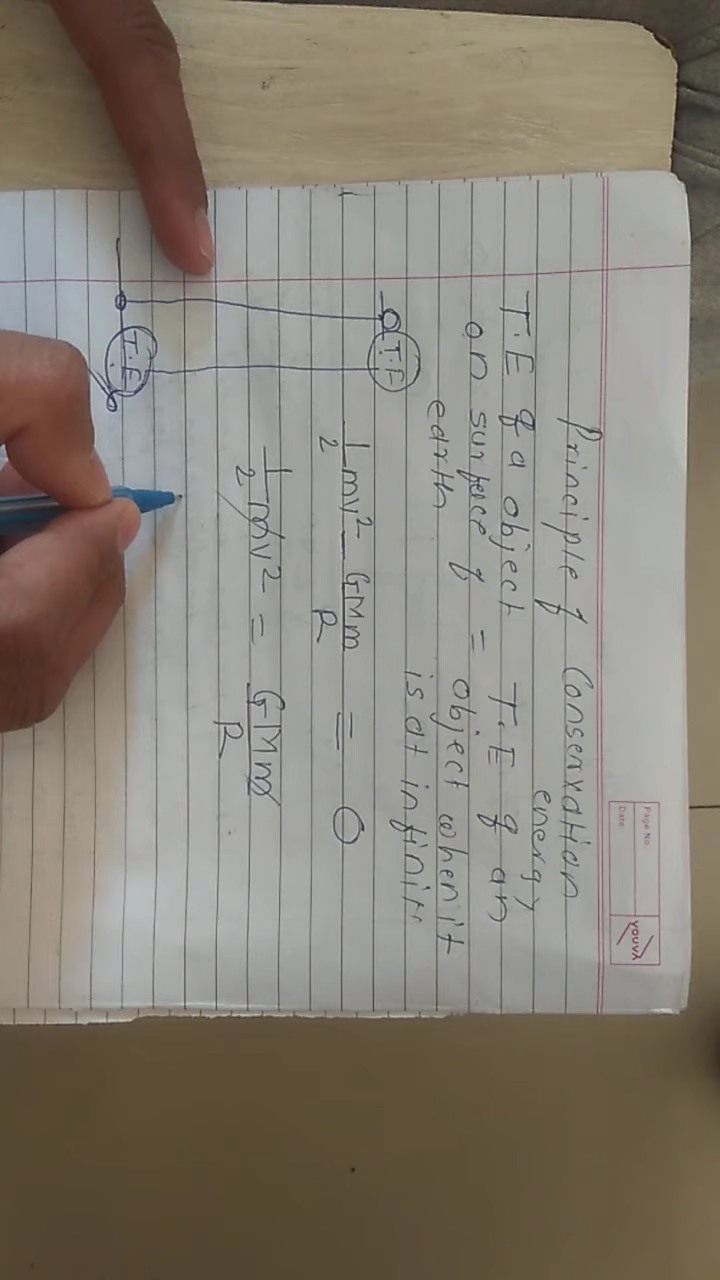 Page No.
Date
YOUVA
Principle of Conservation
energy
T.E of a object T.E of an
on surface of = object when it
earth is at infinit
T.E
1/2 mv² - GMm/R = 0
1/2 mv² = GMm/R
T.E